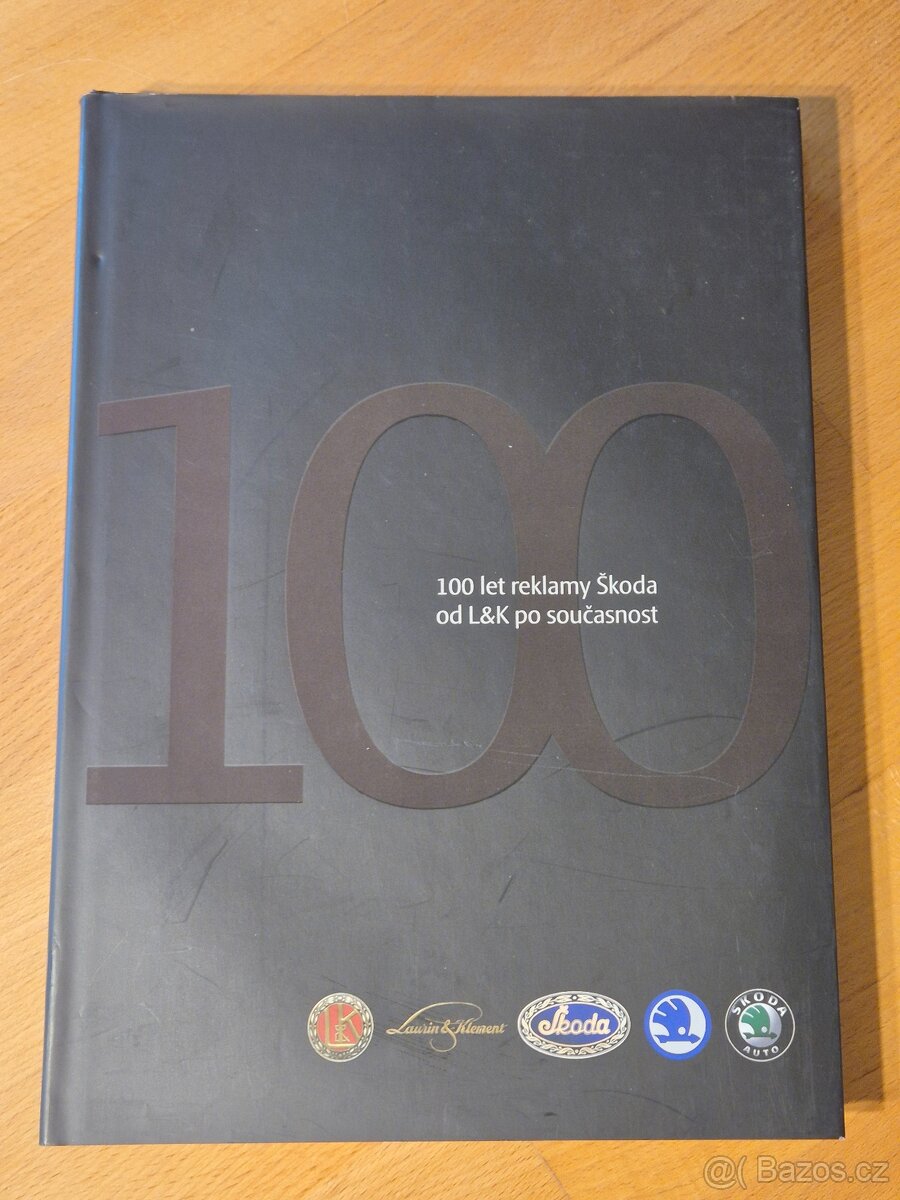 100
100 let reklamy Škoda
od L&K po současnost
L&K
Laurin & Klement
Škoda
ŠKODA
AUTO
@( Bazos.cz